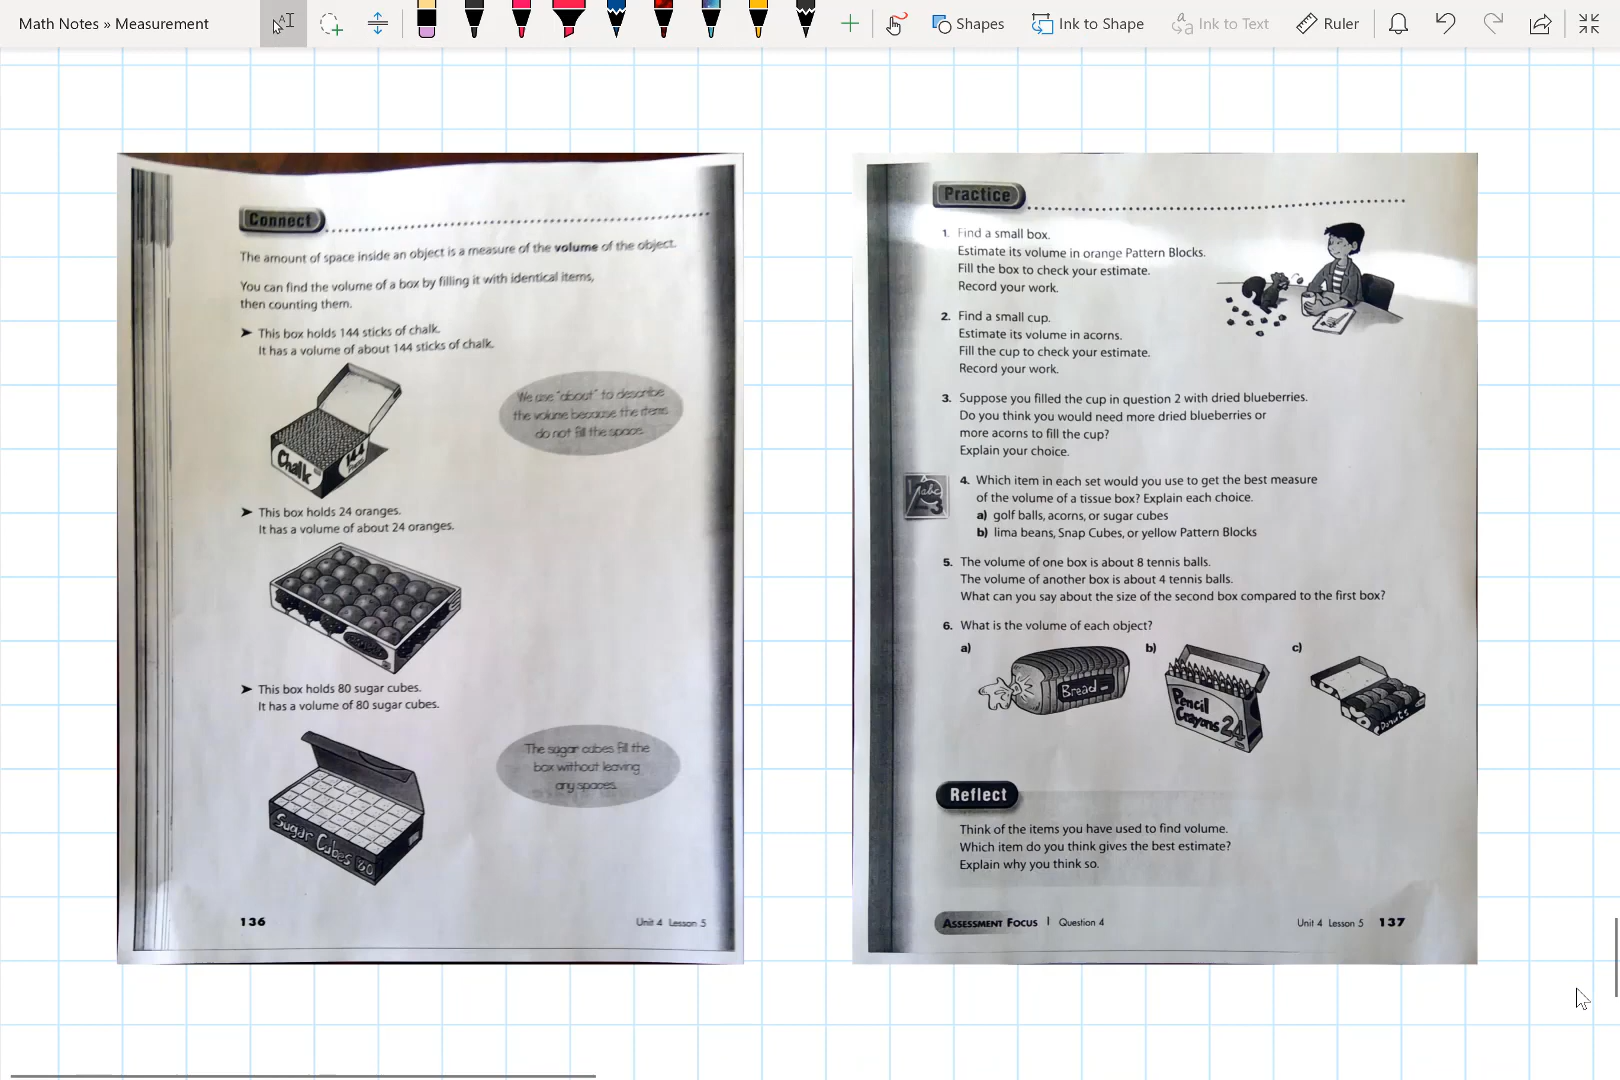 Math Notes » Measurement
Shapes
Ink to Shape
Ink to Text
Ruler
Connect
The amount of space inside an object is a measure of the volume of the object.
You can find the volume of a box by filling it with identical items,
then counting them.
➤ This box holds 144 sticks of chalk.
It has a volume of about 144 sticks of chalk.
We use "about" to describe
the volume because the items
do not fill the space.
Chalk 144
➤ This box holds 24 oranges.
It has a volume of about 24 oranges.
➤ This box holds 80 sugar cubes.
It has a volume of 80 sugar cubes.
The sugar cubes fill the
box without leaving
any spaces.
Sugar Cubes 80
136
Unit 4 Lesson 5
Practice
1. Find a small box.
Estimate its volume in orange Pattern Blocks.
Fill the box to check your estimate.
Record your work.
2. Find a small cup.
Estimate its volume in acorns.
Fill the cup to check your estimate.
Record your work.
3. Suppose you filled the cup in question 2 with dried blueberries.
Do you think you would need more dried blueberries or
more acorns to fill the cup?
Explain your choice.
4. Which item in each set would you use to get the best measure
of the volume of a tissue box? Explain each choice.
a) golf balls, acorns, or sugar cubes
b) lima beans, Snap Cubes, or yellow Pattern Blocks
5. The volume of one box is about 8 tennis balls.
The volume of another box is about 4 tennis balls.
What can you say about the size of the second box compared to the first box?
6. What is the volume of each object?
a) b) c)
Bread
Pencil
Crayons 24
Donuts
Reflect
Think of the items you have used to find volume.
Which item do you think gives the best estimate?
Explain why you think so.
ASSESSMENT FOCUS | Question 4
Unit 4 Lesson 5 137